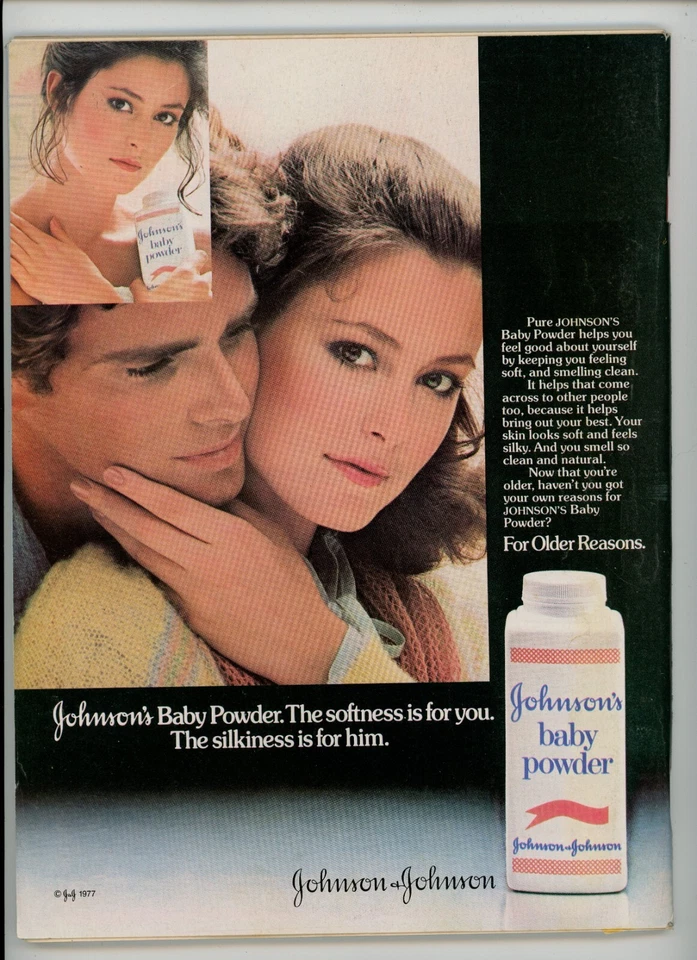 Johnson's
baby
powder
Pure JOHNSON'S
Baby Powder helps you
feel good about yourself
by keeping you feeling
soft, and smelling clean.
It helps that come
across to other people
too, because it helps
bring out your best. Your
skin looks soft and feels
silky. And you smell so
clean and natural.
Now that you're
older, haven't you got
your own reasons for
JOHNSON'S Baby
Powder?
For Older Reasons.
Johnson's Baby Powder. The softness is for you.
The silkiness is for him.
Johnson's
baby
powder
Johnson & Johnson
Johnson & Johnson
© J&J 1977